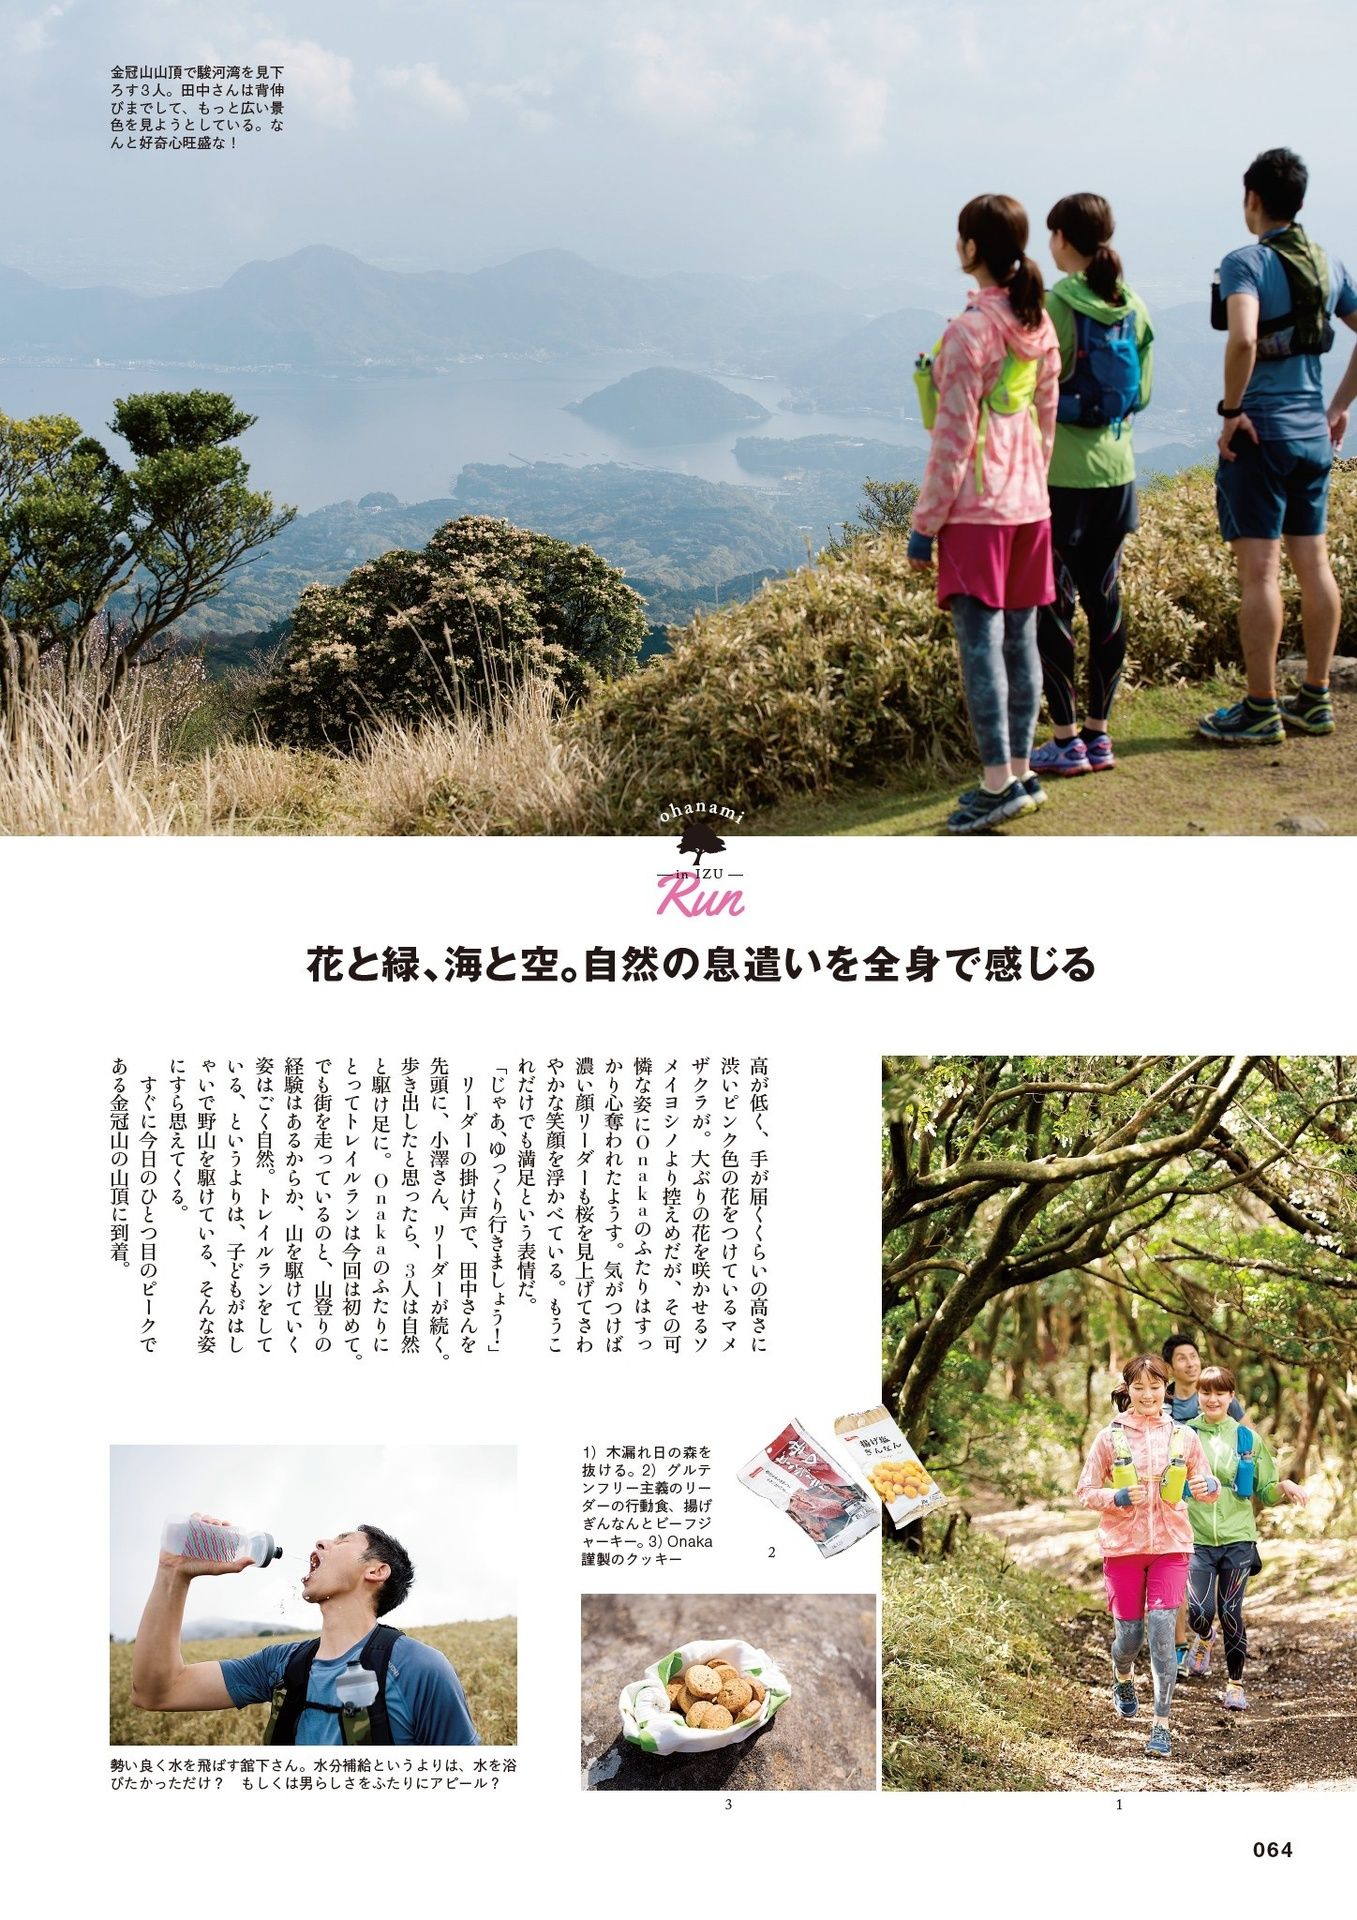 金冠山山頂で駿河湾を見下
ろす3人。田中さんは背伸
びまでして、もっと広い景
色を見ようとしている。な
んと好奇心旺盛な！
ohanami
in IZU
Run
花と緑、海と空。自然の息遣いを全身で感じる
高が低く、手が届くくらいの高さに
渋いピンク色の花をつけているマメ
ザクラが。大ぶりの花を咲かせるソ
メイヨシノより控えめだが、その可
憐な姿にOnakaのふたりはすっ
かり心奪われたようす。気がつけば
濃い顔リーダーも桜を見上げてさわ
やかな笑顔を浮かべている。もうこ
れだけでも満足という表情だ。
「じゃあ、ゆっくり行きましょう！」
リーダーの掛け声で、田中さんを
先頭に、小澤さん、リーダーが続く。
歩き出したと思ったら、3人は自然
と駆け足に。Onakaのふたりに
とってトレイルランは今回は初めて。
でも街を走っているのと、山登りの
経験はあるからか、山を駆けていく
姿はごく自然。トレイルランをして
いる、というよりは、子どもがはし
ゃいで野山を駆けている、そんな姿
にすら思えてくる。
すぐに今日のひとつ目のピークで
ある金冠山の山頂に到着。
1）木漏れ日の森を
抜ける。2）グルテ
ンフリー主義のリー
ダーの行動食、揚げ
ぎんなんとビーフジ
ャーキー。3）Onaka
謹製のクッキー
揚げ塩
ぎんなん
2
勢い良く水を飛ばす舘下さん。水分補給というよりは、水を浴
びたかっただけ？　もしくは男らしさをふたりにアピール？
3
1
064